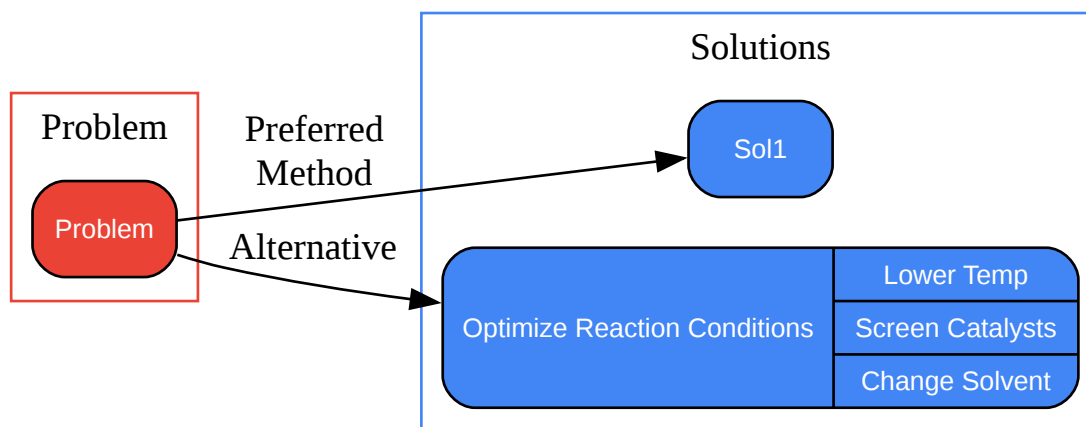 Solutions
Problem
Preferred
Method
Sol1
Problem
Alternative
Optimize Reaction Conditions
Lower Temp
Screen Catalysts
Change Solvent